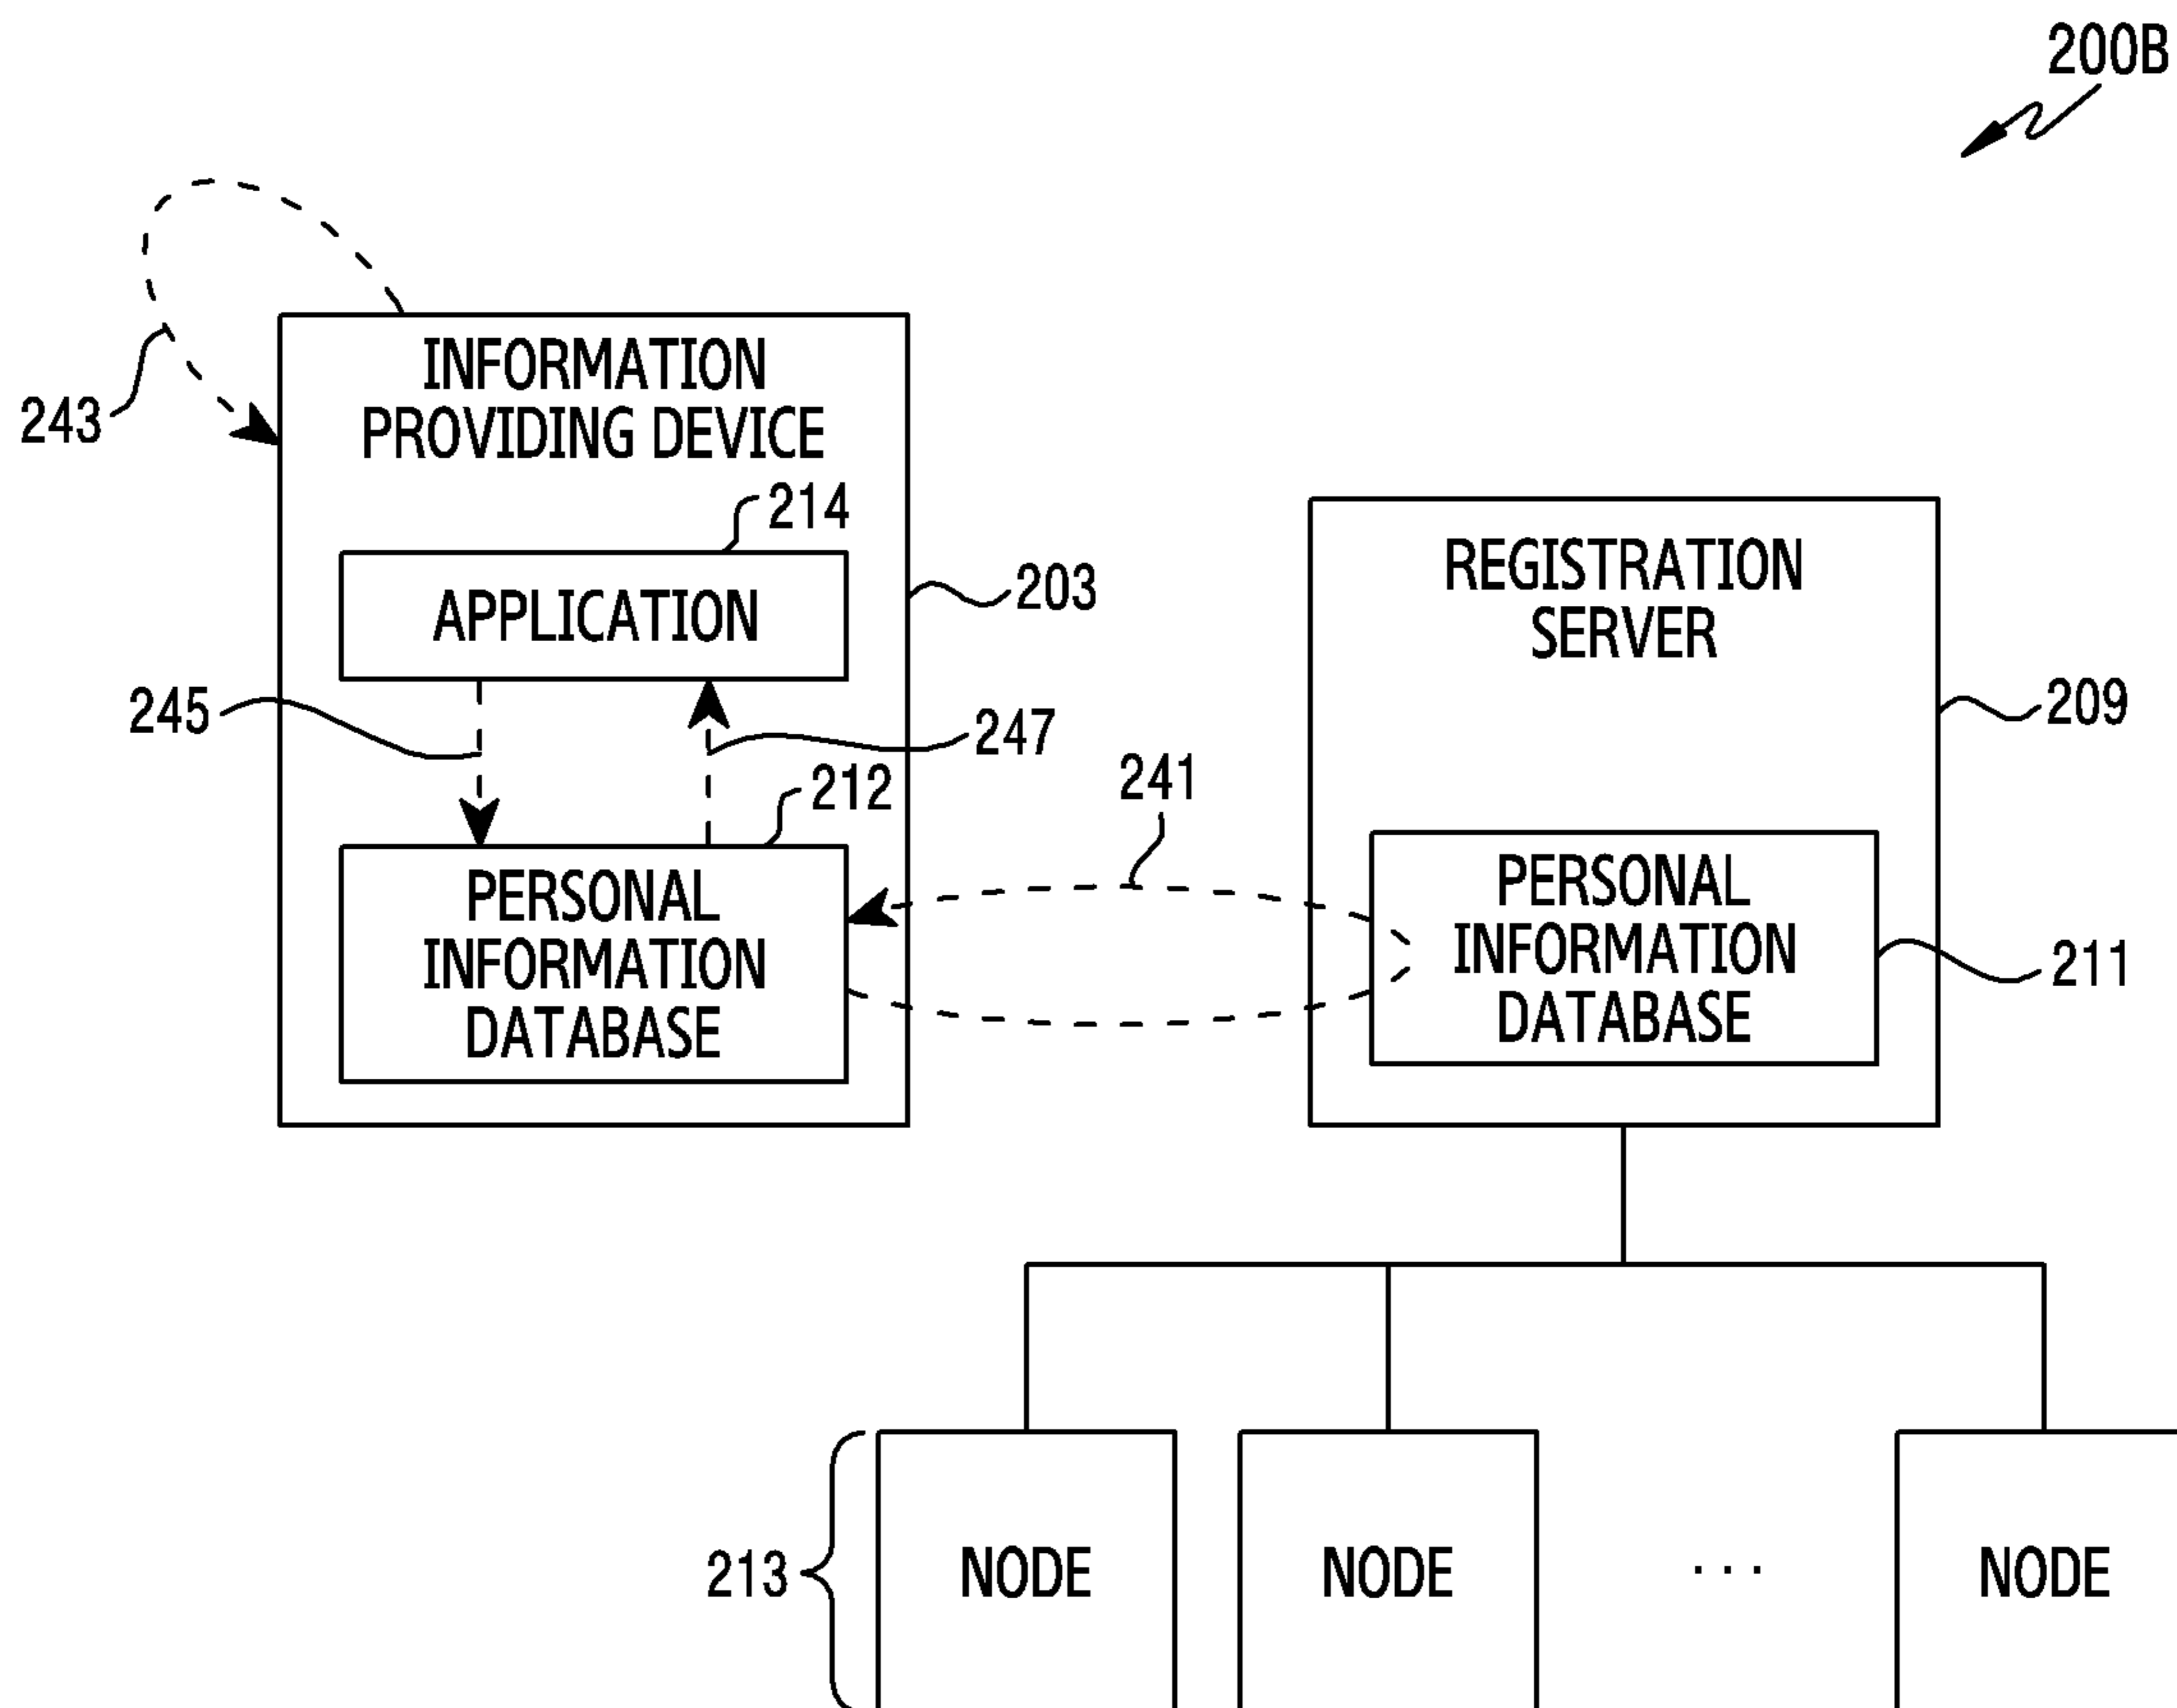 200B
INFORMATION
PROVIDING DEVICE
243
214
APPLICATION
203
REGISTRATION
SERVER
245
247
209
212
241
PERSONAL
INFORMATION
DATABASE
PERSONAL
INFORMATION
DATABASE
211
213
NODE
NODE
...
NODE